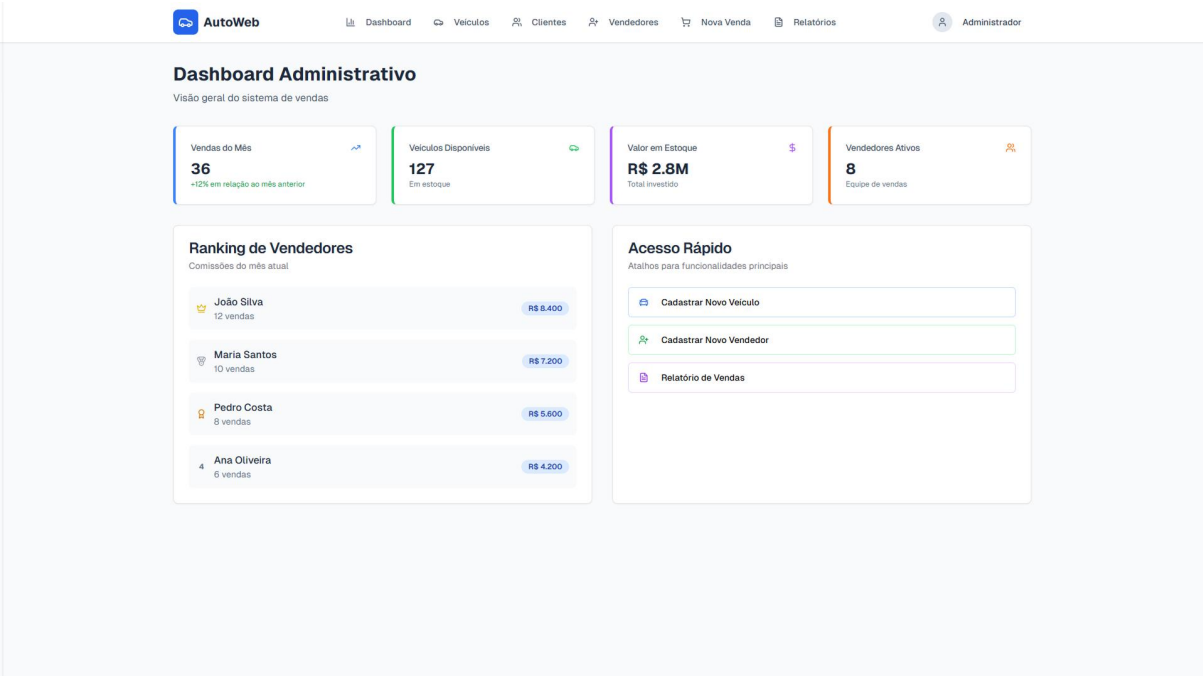 AutoWeb
Dashboard
Veículos
Clientes
Vendedores
Nova Venda
Relatórios
Administrador
Dashboard Administrativo
Visão geral do sistema de vendas
Vendas do Mês
36
+12% em relação ao mês anterior
Veículos Disponíveis
127
Em estoque
Valor em Estoque
R$ 2.8M
Total investido
Vendedores Ativos
8
Equipe de vendas
Ranking de Vendedores
Comissões do mês atual
João Silva
12 vendas
R$ 8.400
Maria Santos
10 vendas
R$ 7.200
Pedro Costa
8 vendas
R$ 5.600
4
Ana Oliveira
6 vendas
R$ 4.200
Acesso Rápido
Atalhos para funcionalidades principais
Cadastrar Novo Veículo
Cadastrar Novo Vendedor
Relatório de Vendas